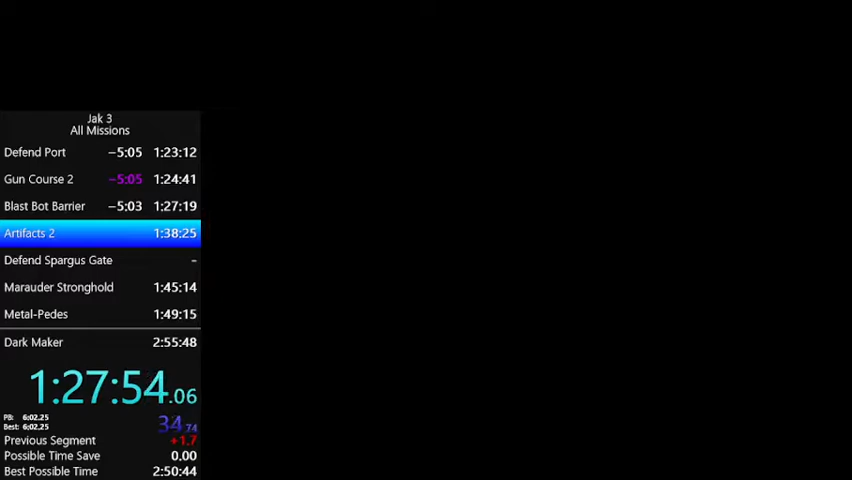 Jak 3
All Missions
Defend Port −5:05 1:23:12
Gun Course 2 −5:05 1:24:41
Blast Bot Barrier −5:03 1:27:19
Artifacts 2 1:38:25
Defend Spargus Gate -
Marauder Stronghold 1:45:14
Metal-Pedes 1:49:15
Dark Maker 2:55:48
1:27:54.06
PB: 6:02.25
Best: 6:02.25 34.74
Previous Segment +1.7
Possible Time Save 0.00
Best Possible Time 2:50:44